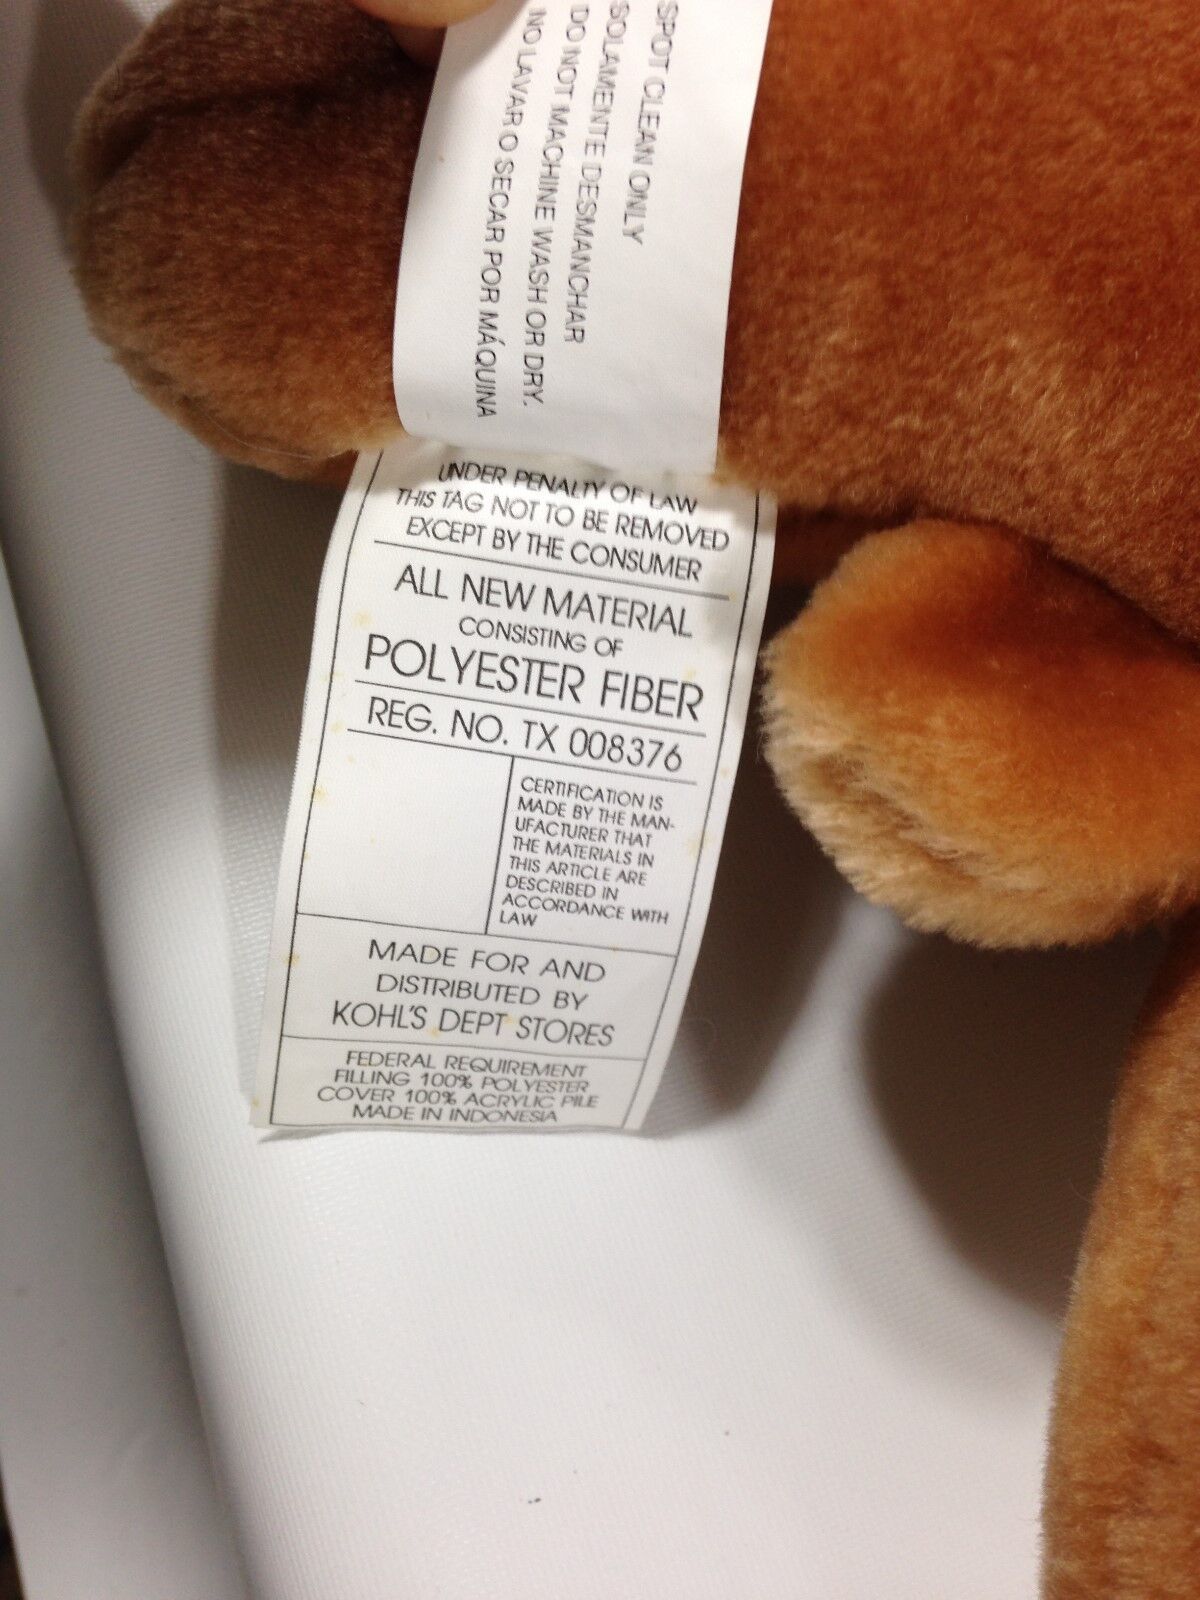 SPOT CLEAN ONLY
SOLAMENTE DESMANCHAR
DO NOT MACHINE WASH OR DRY.
NO LAVAR O SECAR POR MÁQUINA
UNDER PENALTY OF LAW
THIS TAG NOT TO BE REMOVED
EXCEPT BY THE CONSUMER
ALL NEW MATERIAL
CONSISTING OF
POLYESTER FIBER
REG. NO. TX 008376
CERTIFICATION IS
MADE BY THE MAN-
UFACTURER THAT
THE MATERIALS IN
THIS ARTICLE ARE
DESCRIBED IN
ACCORDANCE WITH
LAW
MADE FOR AND
DISTRIBUTED BY
KOHL'S DEPT STORES
FEDERAL REQUIREMENT
FILLING 100% POLYESTER
COVER 100% ACRYLIC PILE
MADE IN INDONESIA